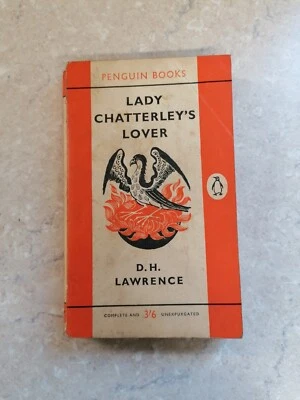 PENGUIN BOOKS
LADY
CHATTERLEY'S
LOVER
D.H.
LAWRENCE
COMPLETE AND 3'6 UNEXPURGATED